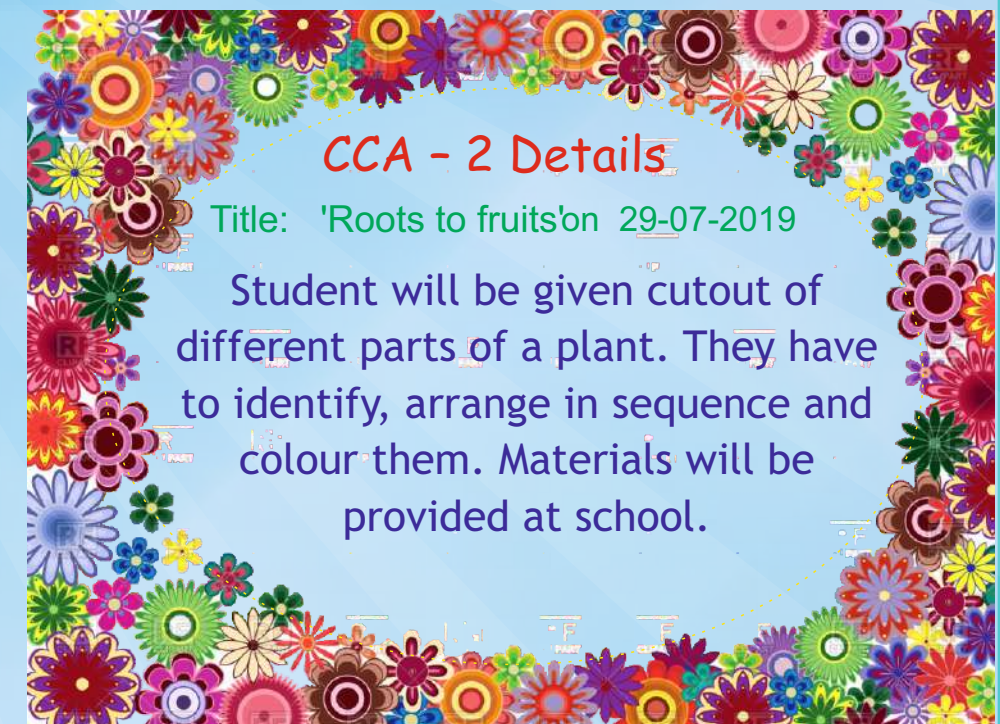 CCA – 2 Details
Title: 'Roots to fruits'on 29-07-2019
Student will be given cutout of
different parts of a plant. They have
to identify, arrange in sequence and
colour them. Materials will be
provided at school.